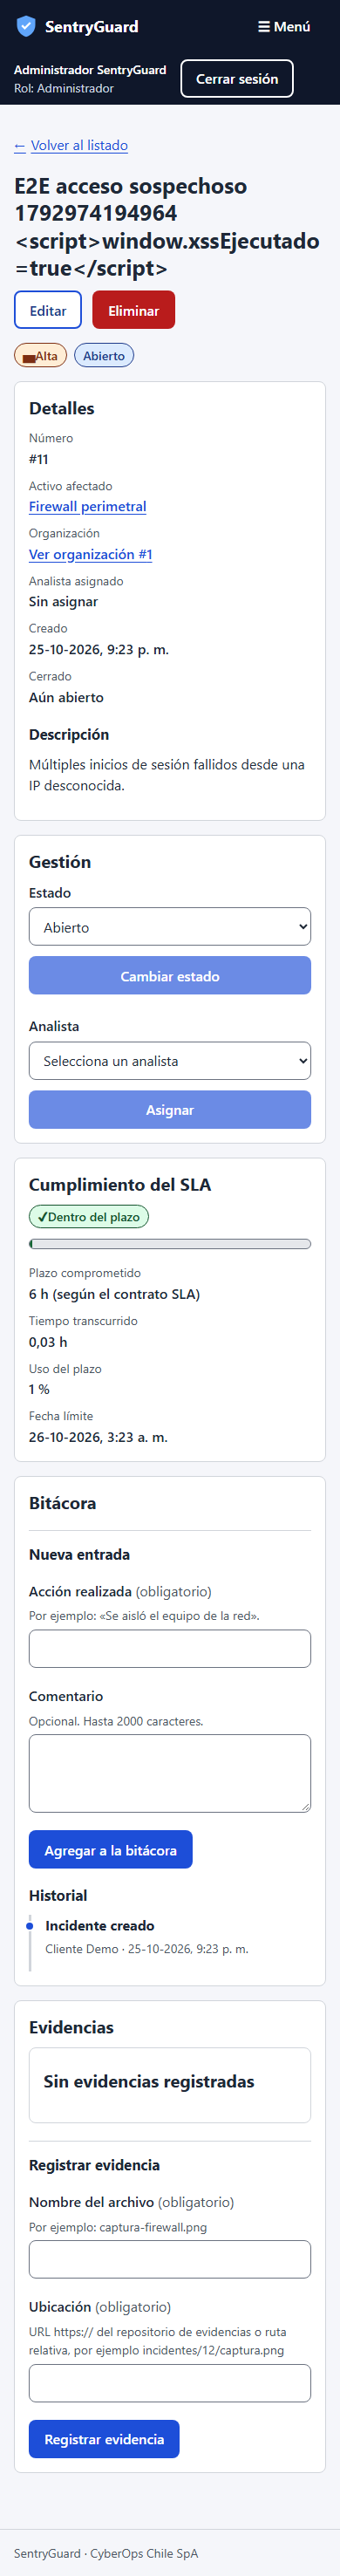 SentryGuard
☰ Menú
Administrador SentryGuard
Rol: Administrador
Cerrar sesión
← Volver al listado
E2E acceso sospechoso
1792974194964
<script>window.xssEjecutado
=true</script>
Editar
Eliminar
Alta
Abierto
Detalles
Número
#11
Activo afectado
Firewall perimetral
Organización
Ver organización #1
Analista asignado
Sin asignar
Creado
25-10-2026, 9:23 p. m.
Cerrado
Aún abierto
Descripción
Múltiples inicios de sesión fallidos desde una
IP desconocida.
Gestión
Estado
Abierto
Cambiar estado
Analista
Selecciona un analista
Asignar
Cumplimiento del SLA
✔Dentro del plazo
Plazo comprometido
6 h (según el contrato SLA)
Tiempo transcurrido
0,03 h
Uso del plazo
1 %
Fecha límite
26-10-2026, 3:23 a. m.
Bitácora
Nueva entrada
Acción realizada (obligatorio)
Por ejemplo: «Se aisló el equipo de la red».
Comentario
Opcional. Hasta 2000 caracteres.
Agregar a la bitácora
Historial
Incidente creado
Cliente Demo · 25-10-2026, 9:23 p. m.
Evidencias
Sin evidencias registradas
Registrar evidencia
Nombre del archivo (obligatorio)
Por ejemplo: captura-firewall.png
Ubicación (obligatorio)
URL https:// del repositorio de evidencias o ruta
relativa, por ejemplo incidentes/12/captura.png
Registrar evidencia
SentryGuard · CyberOps Chile SpA